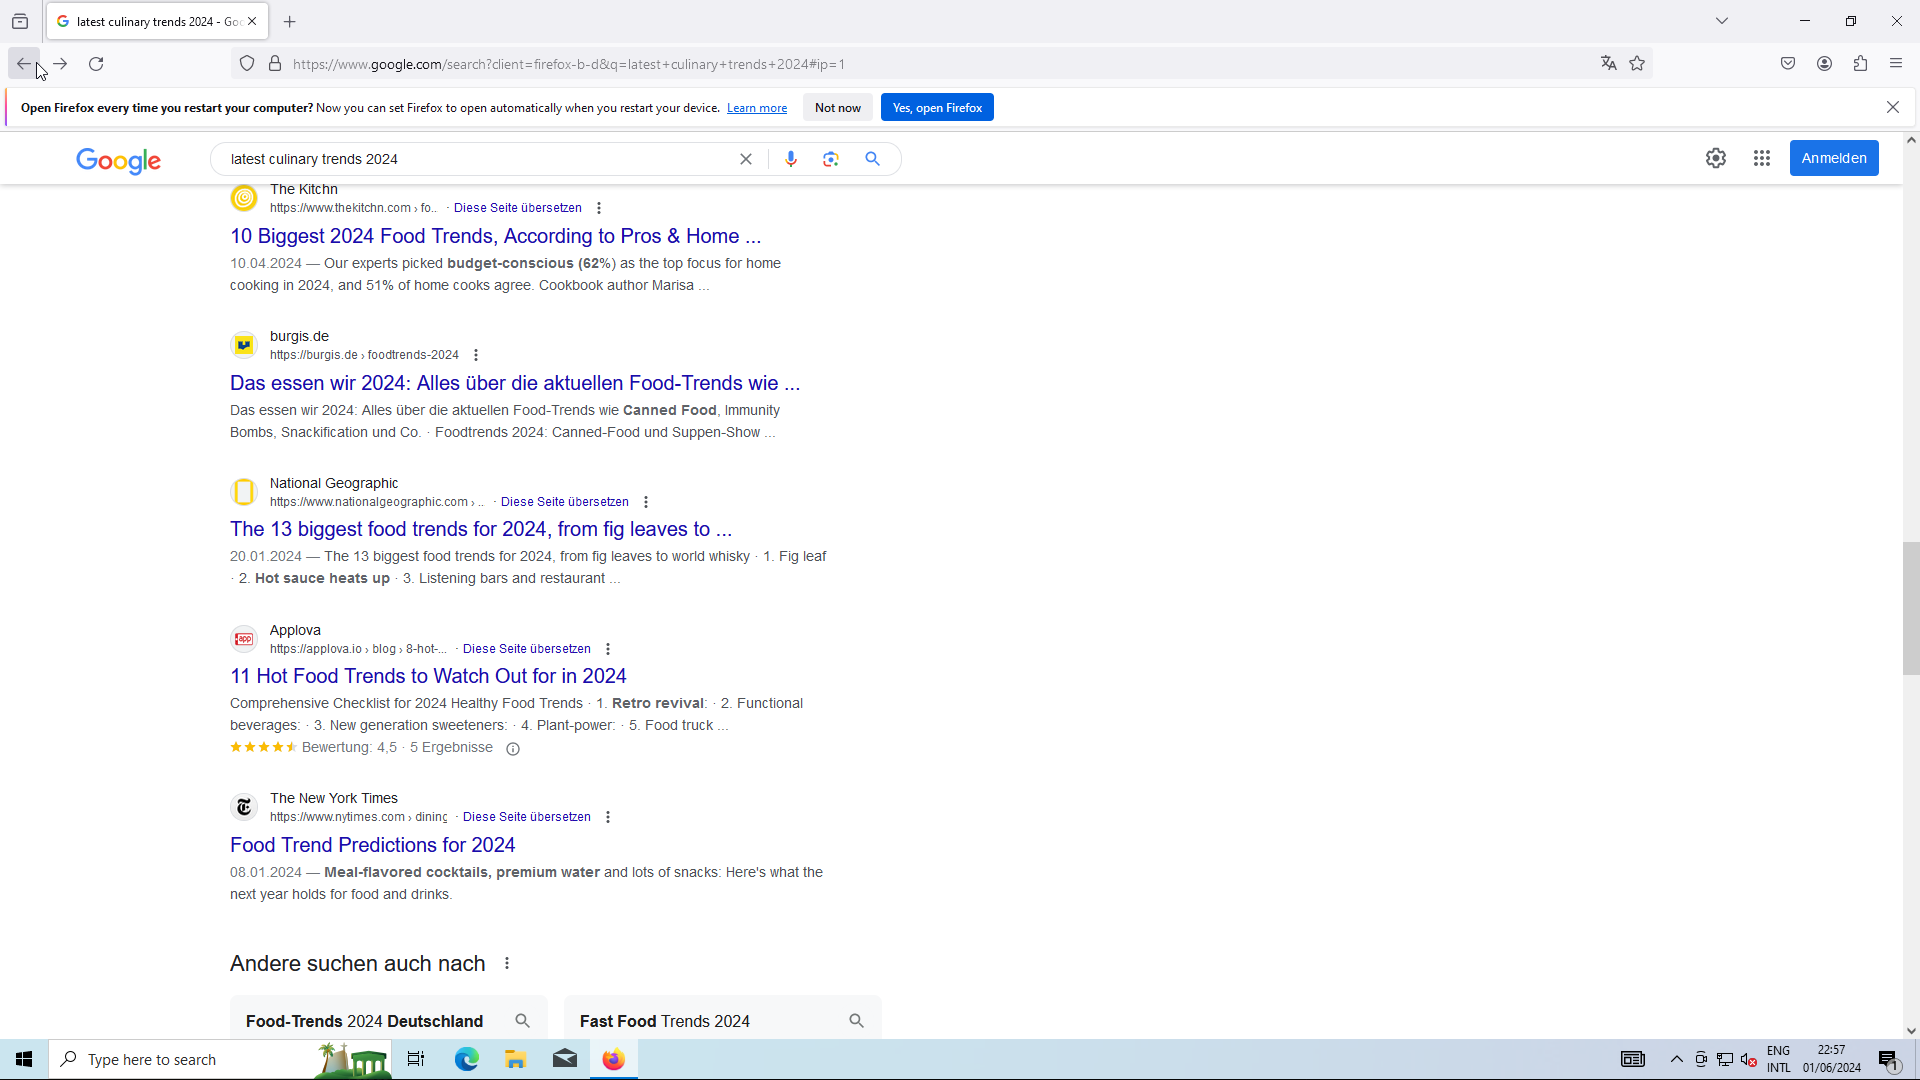 latest culinary trends 2024 - Goo
https://www.google.com/search?client=firefox-b-d&q=latest+culinary+trends+2024#ip=1
Open Firefox every time you restart your computer? Now you can set Firefox to open automatically when you restart your device. Learn more Not now Yes, open Firefox
Google latest culinary trends 2024 Anmelden
The Kitchn
https://www.thekitchn.com › fo.. · Diese Seite übersetzen
10 Biggest 2024 Food Trends, According to Pros & Home ...
10.04.2024 — Our experts picked budget-conscious (62%) as the top focus for home
cooking in 2024, and 51% of home cooks agree. Cookbook author Marisa ...
burgis.de
https://burgis.de › foodtrends-2024
Das essen wir 2024: Alles über die aktuellen Food-Trends wie ...
Das essen wir 2024: Alles über die aktuellen Food-Trends wie Canned Food, Immunity
Bombs, Snackification und Co. · Foodtrends 2024: Canned-Food und Suppen-Show ...
National Geographic
https://www.nationalgeographic.com › .. · Diese Seite übersetzen
The 13 biggest food trends for 2024, from fig leaves to ...
20.01.2024 — The 13 biggest food trends for 2024, from fig leaves to world whisky · 1. Fig leaf
· 2. Hot sauce heats up · 3. Listening bars and restaurant ...
app
Applova
https://applova.io › blog › 8-hot-... · Diese Seite übersetzen
11 Hot Food Trends to Watch Out for in 2024
Comprehensive Checklist for 2024 Healthy Food Trends · 1. Retro revival: · 2. Functional
beverages: · 3. New generation sweeteners: · 4. Plant-power: · 5. Food truck ...
Bewertung: 4,5 · 5 Ergebnisse
The New York Times
https://www.nytimes.com › dining · Diese Seite übersetzen
Food Trend Predictions for 2024
08.01.2024 — Meal-flavored cocktails, premium water and lots of snacks: Here's what the
next year holds for food and drinks.
Andere suchen auch nach
Food-Trends 2024 Deutschland
Fast Food Trends 2024
Type here to search
ENG
INTL
22:57
01/06/2024
1